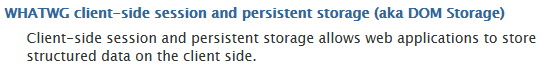 WHATWG client-side session and persistent storage (aka DOM Storage)
Client-side session and persistent storage allows web applications to store
structured data on the client side.